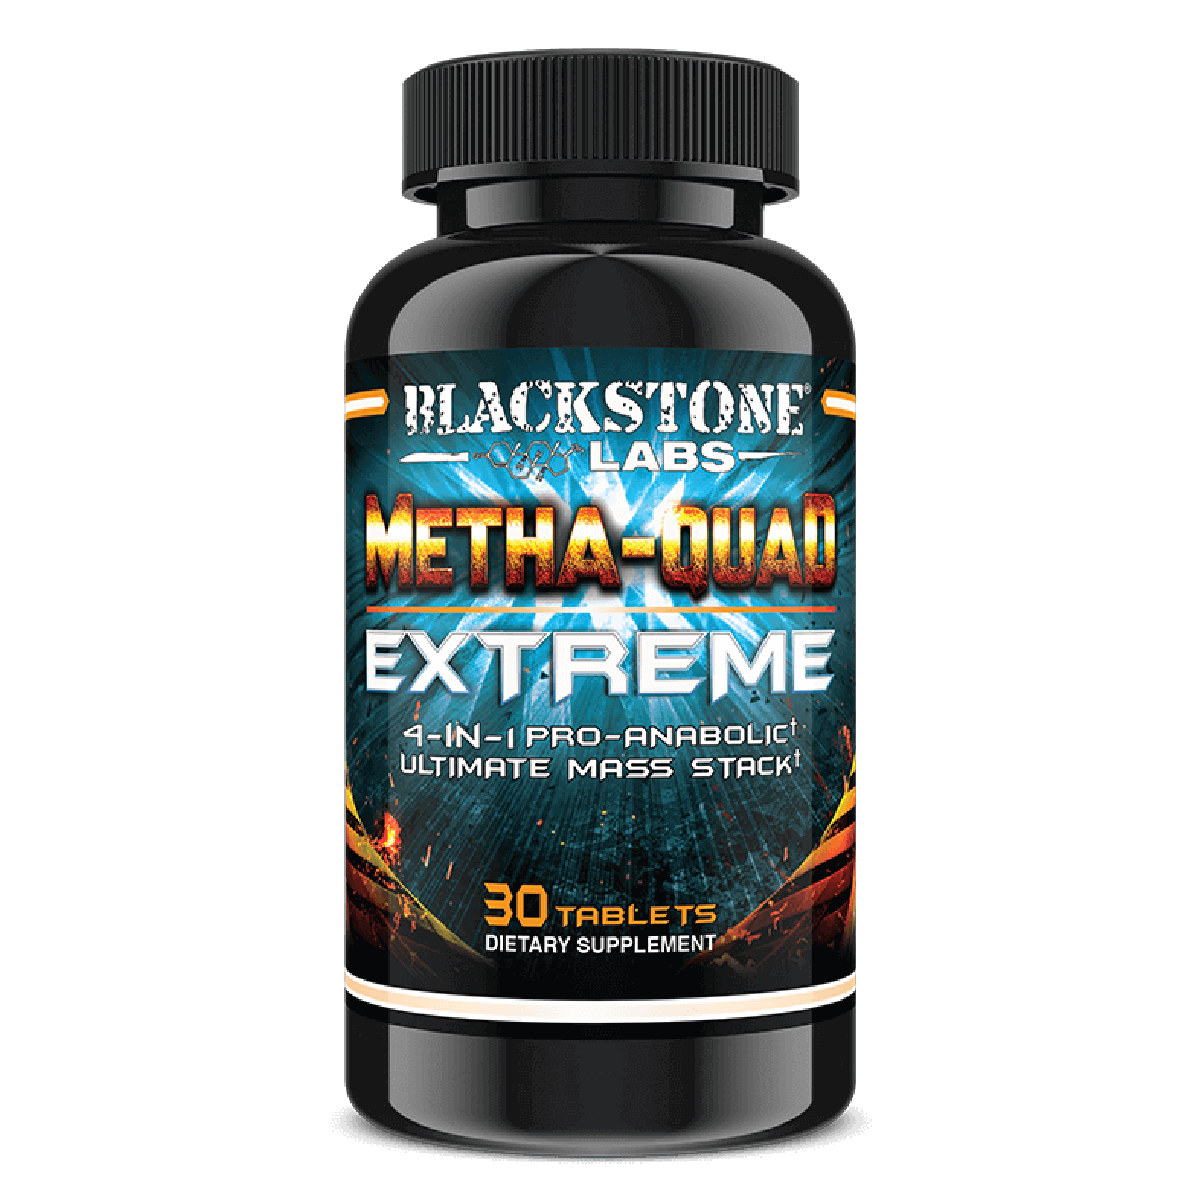 BLACKSTONE®
LABS
METHA-QUAD
EXTREME
4-IN-1 PRO-ANABOLIC†
ULTIMATE MASS STACK†
30 TABLETS
DIETARY SUPPLEMENT